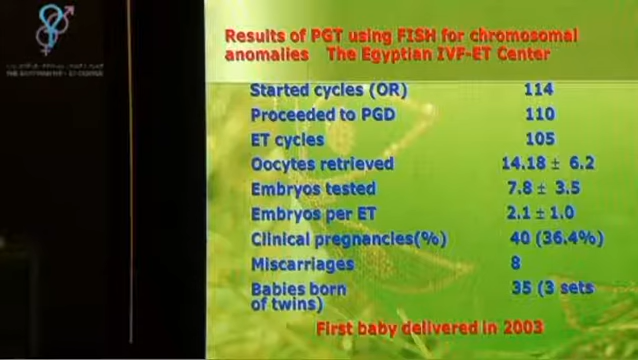 Results of PGT using FISH for chromosomal
anomalies The Egyptian IVF-ET Center
Started cycles (OR) 114
Proceeded to PGD 110
ET cycles 105
Oocytes retrieved 14.18 ± 6.2
Embryos tested 7.8 ± 3.5
Embryos per ET 2.1 ± 1.0
Clinical pregnancies(%) 40 (36.4%)
Miscarriages 8
Babies born 35 (3 sets
of twins)
First baby delivered in 2003